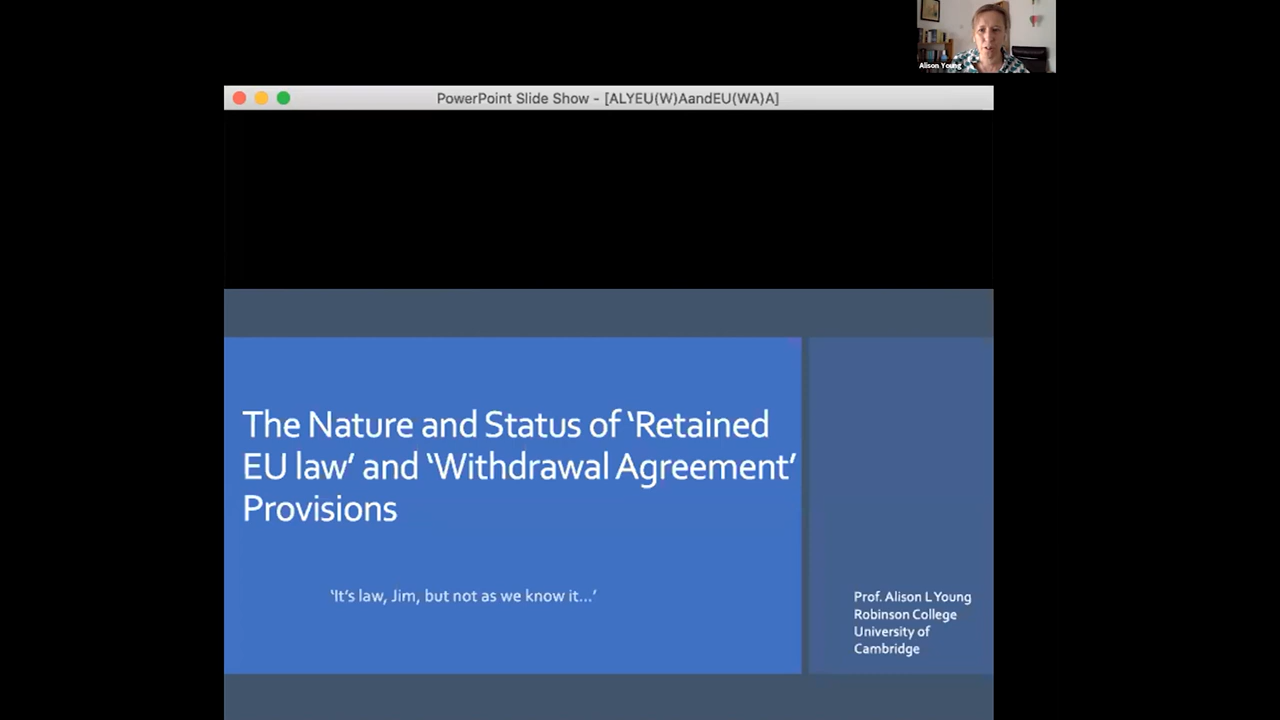 Alison Young
PowerPoint Slide Show - [ALYEU(W)AandEU(WA)A]
The Nature and Status of ‘Retained
EU law’ and ‘Withdrawal Agreement’
Provisions
‘It’s law, Jim, but not as we know it...’
Prof. Alison L Young
Robinson College
University of
Cambridge